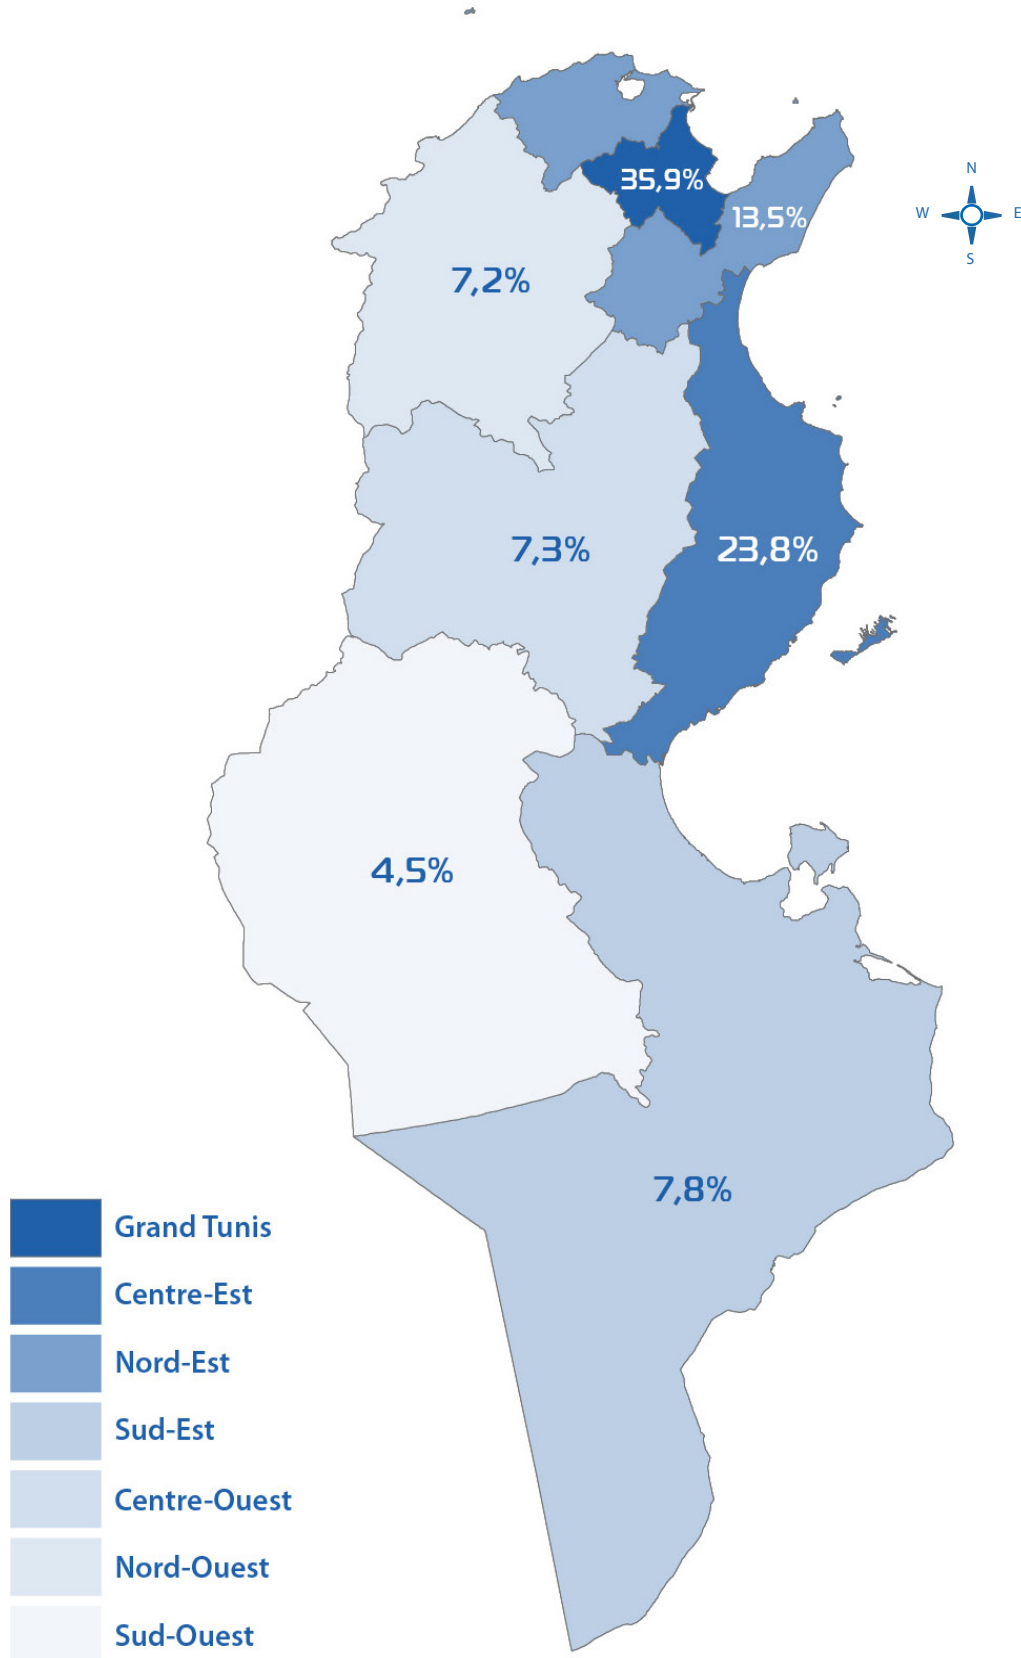 N
W
E
S
35,9%
13,5%
7,2%
7,3%
23,8%
4,5%
7,8%
Grand Tunis
Centre-Est
Nord-Est
Sud-Est
Centre-Ouest
Nord-Ouest
Sud-Ouest